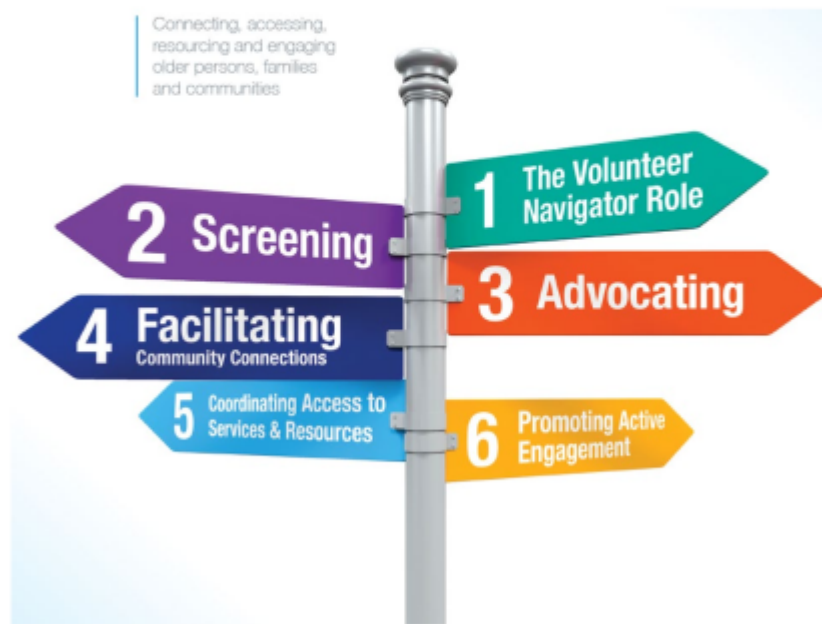 Connecting, accessing,
resourcing and engaging
older persons, families
and communities
1 The Volunteer
Navigator Role
2 Screening
3 Advocating
4 Facilitating
Community Connections
5 Coordinating Access to
Services & Resources
6 Promoting Active
Engagement